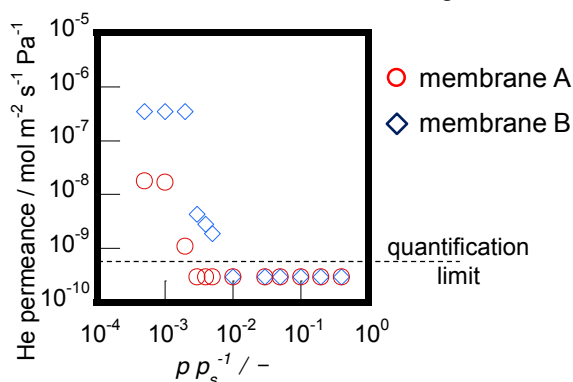 He permeance / mol m⁻² s⁻¹ Pa⁻¹
10⁻⁵
10⁻⁶
10⁻⁷
10⁻⁸
10⁻⁹
10⁻¹⁰
10⁻⁴ 10⁻³ 10⁻² 10⁻¹ 10⁰
p pₛ⁻¹ / −
membrane A
membrane B
quantification
limit